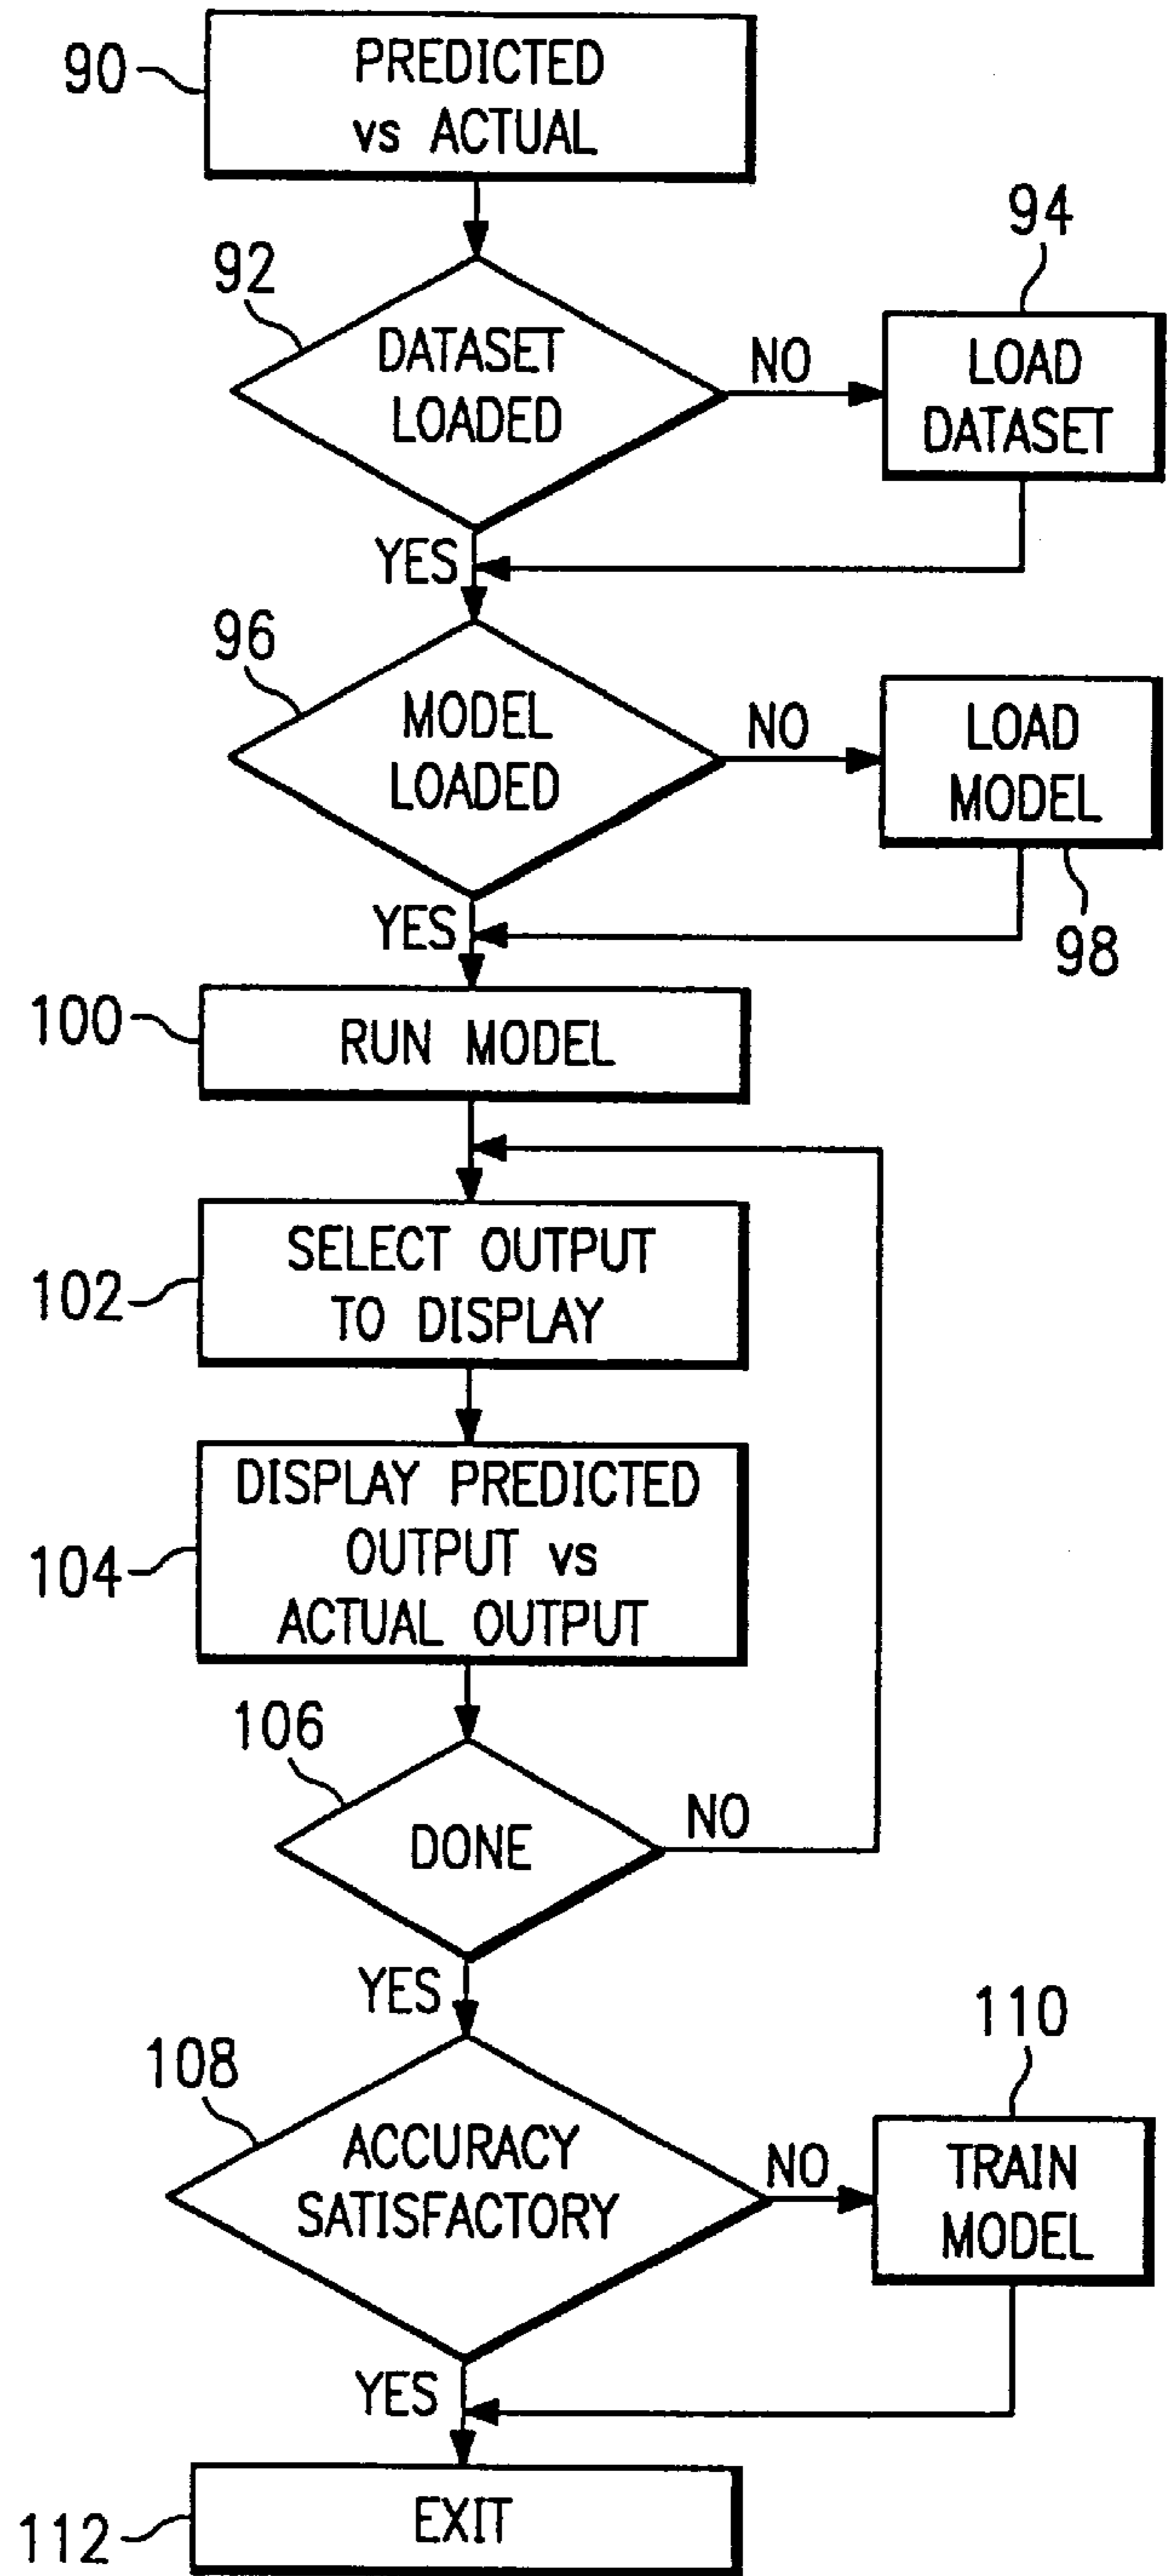 90
PREDICTED
vs ACTUAL
92
DATASET
LOADED
NO
94
LOAD
DATASET
YES
96
MODEL
LOADED
NO
LOAD
MODEL
98
YES
100
RUN MODEL
102
SELECT OUTPUT
TO DISPLAY
104
DISPLAY PREDICTED
OUTPUT vs
ACTUAL OUTPUT
106
DONE
NO
YES
108
ACCURACY
SATISFACTORY
NO
110
TRAIN
MODEL
YES
112
EXIT